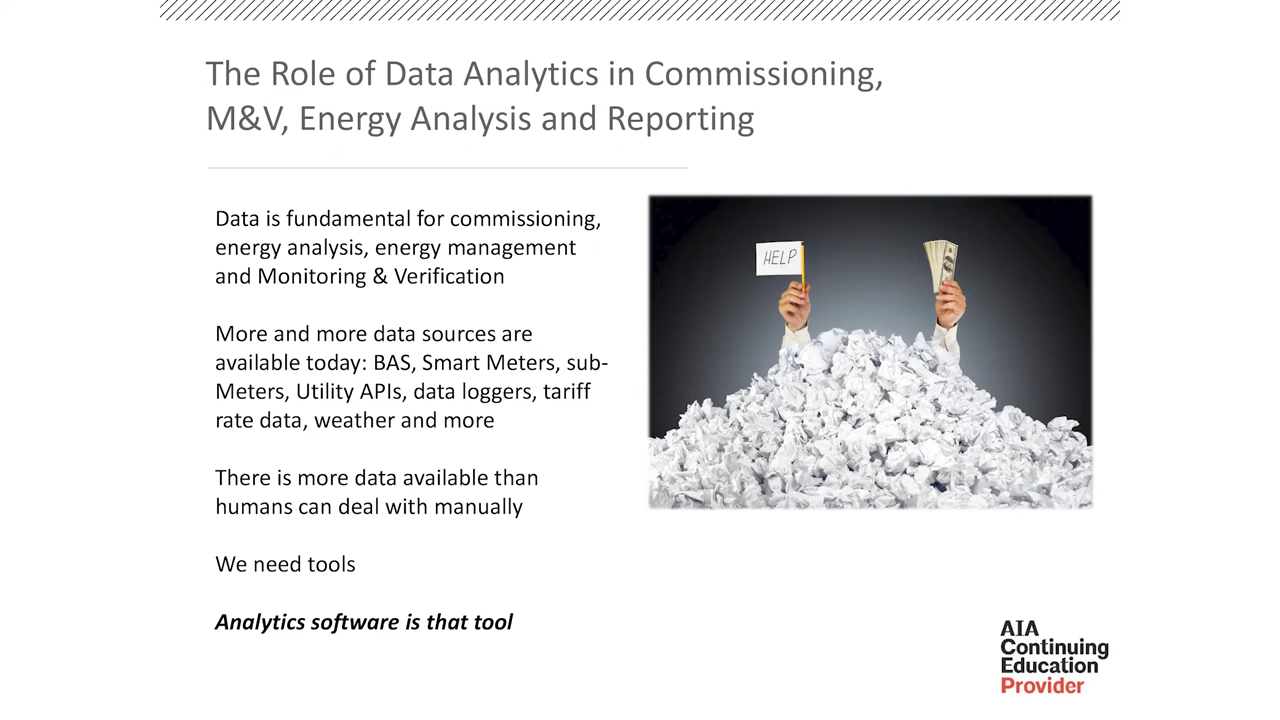 The Role of Data Analytics in Commissioning,
M&V, Energy Analysis and Reporting
Data is fundamental for commissioning,
energy analysis, energy management
and Monitoring & Verification
More and more data sources are
available today: BAS, Smart Meters, sub-
Meters, Utility APIs, data loggers, tariff
rate data, weather and more
There is more data available than
humans can deal with manually
We need tools
Analytics software is that tool
HELP
AIA
Continuing
Education
Provider